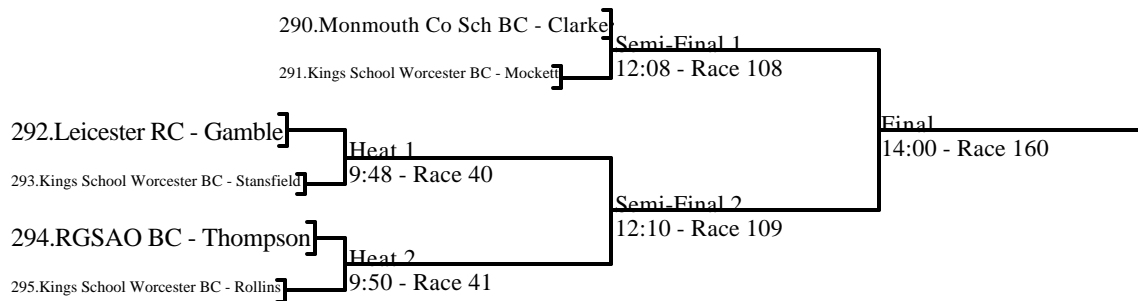 290.Monmouth Co Sch BC - Clarke
Semi-Final 1
291.Kings School Worcester BC - Mockett
12:08 - Race 108
292.Leicester RC - Gamble
Final
14:00 - Race 160
Heat 1
293.Kings School Worcester BC - Stansfield
9:48 - Race 40
Semi-Final 2
12:10 - Race 109
294.RGSAO BC - Thompson
Heat 2
295.Kings School Worcester BC - Rollins
9:50 - Race 41